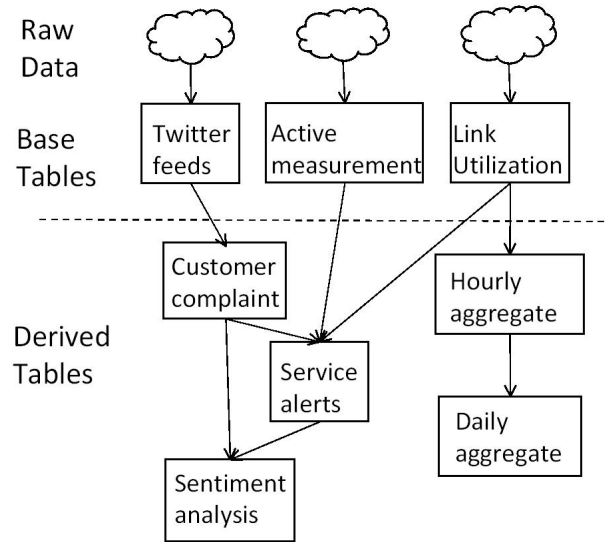 Raw
Data
Base
Tables
Twitter
feeds
Active
measurement
Link
Utilization
Derived
Tables
Customer
complaint
Hourly
aggregate
Service
alerts
Daily
aggregate
Sentiment
analysis